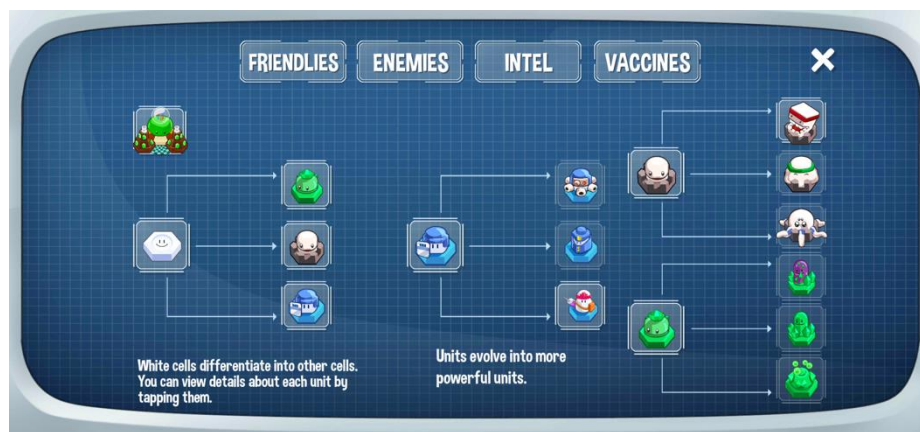 FRIENDLIES
ENEMIES
INTEL
VACCINES
White cells differentiate into other cells.
You can view details about each unit by
tapping them.
Units evolve into more
powerful units.